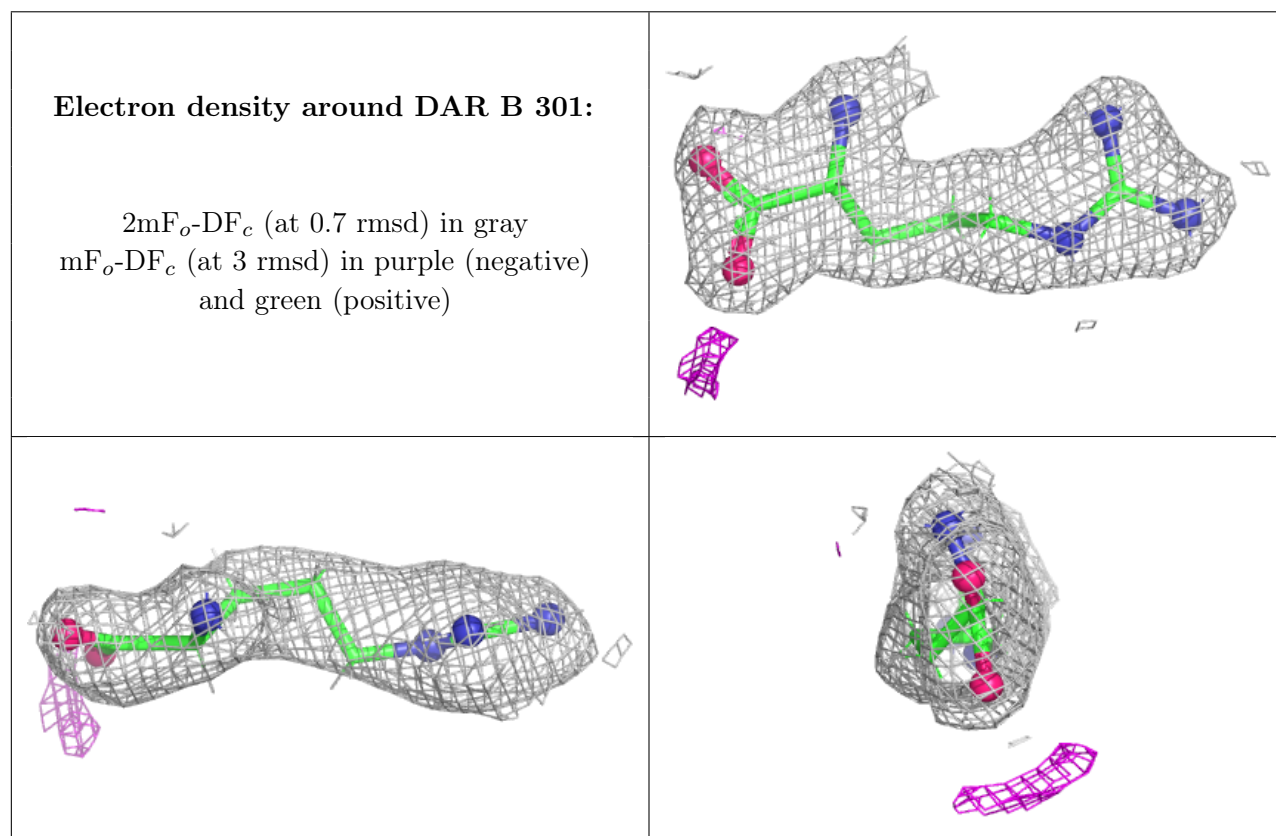 Electron density around DAR B 301:
2mFo-DFc (at 0.7 rmsd) in gray
mFo-DFc (at 3 rmsd) in purple (negative)
and green (positive)